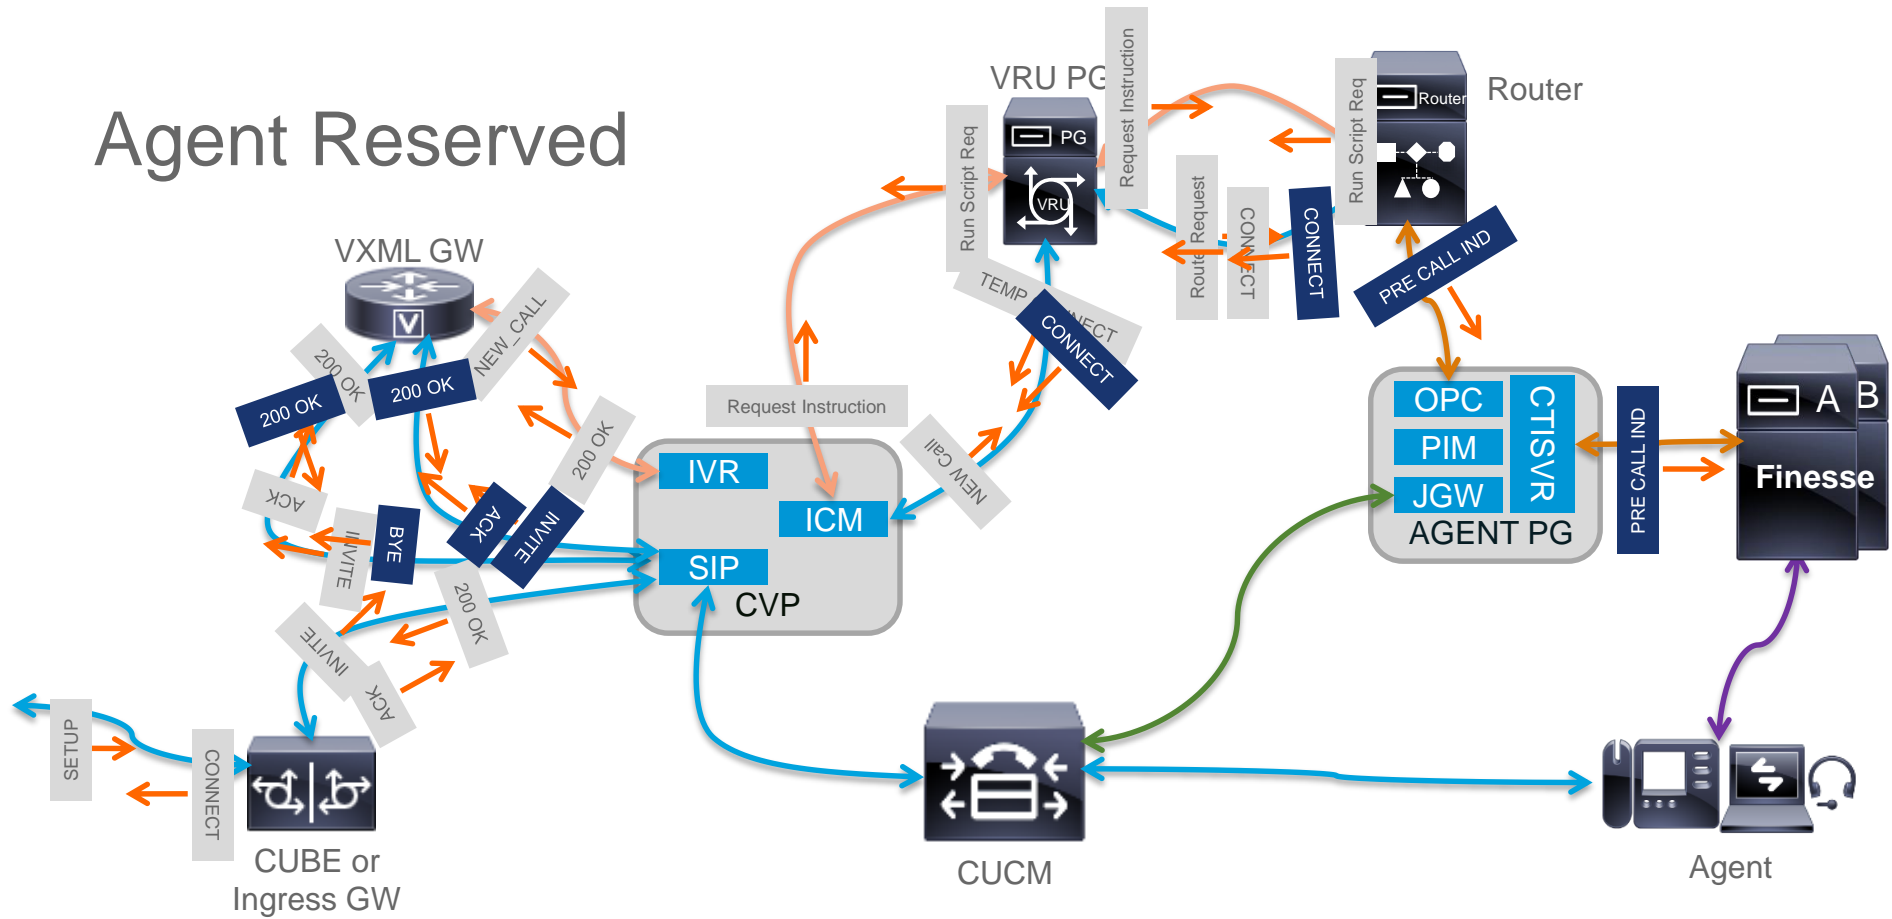 Agent Reserved
VRU PG
Request Instruction
Run Script Req
Router
Router
PG
VRU
Run Script Req
Route Request
CONNECT
CONNECT
PRE CALL IND
VXML GW
V
NEW_CALL
200 OK
200 OK
200 OK
TEMP CONNECT
CONNECT
Request Instruction
NEW Call
200 OK
ACK
INVITE
BYE
ACK
INVITE
200 OK
INVITE
ACK
IVR
ICM
SIP
CVP
OPC
PIM
JGW
CTISVR
AGENT PG
PRE CALL IND
A
B
Finesse
SETUP
CONNECT
CUBE or
Ingress GW
CUCM
Agent